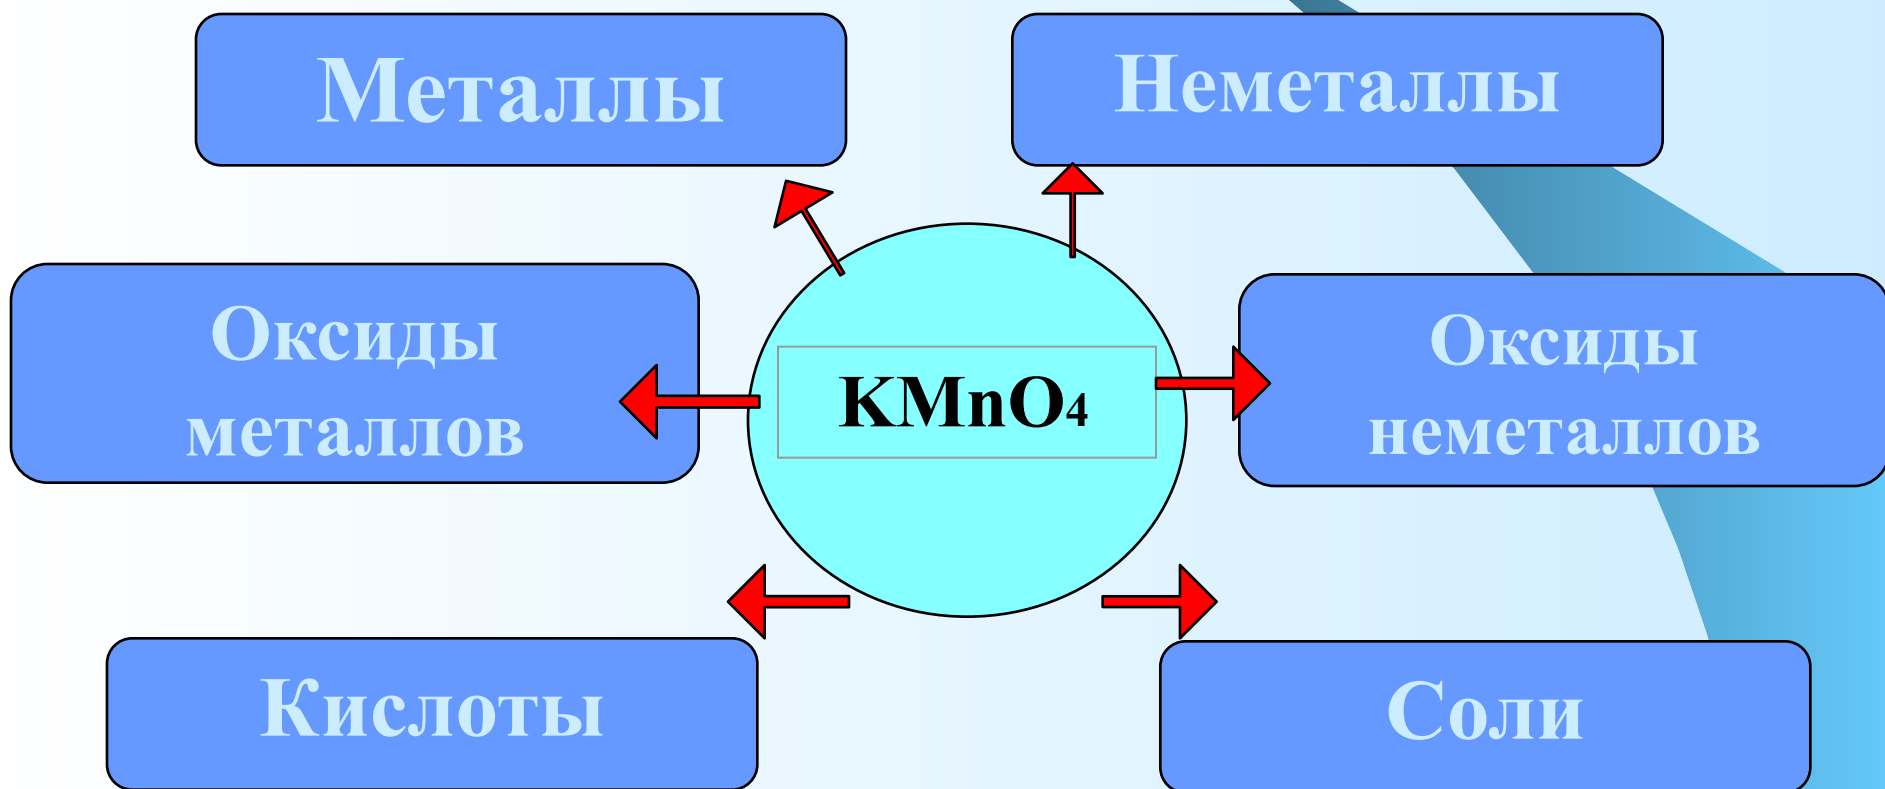 Металлы
Неметаллы
Оксиды
металлов
KMnO₄
Оксиды
неметаллов
Кислоты
Соли